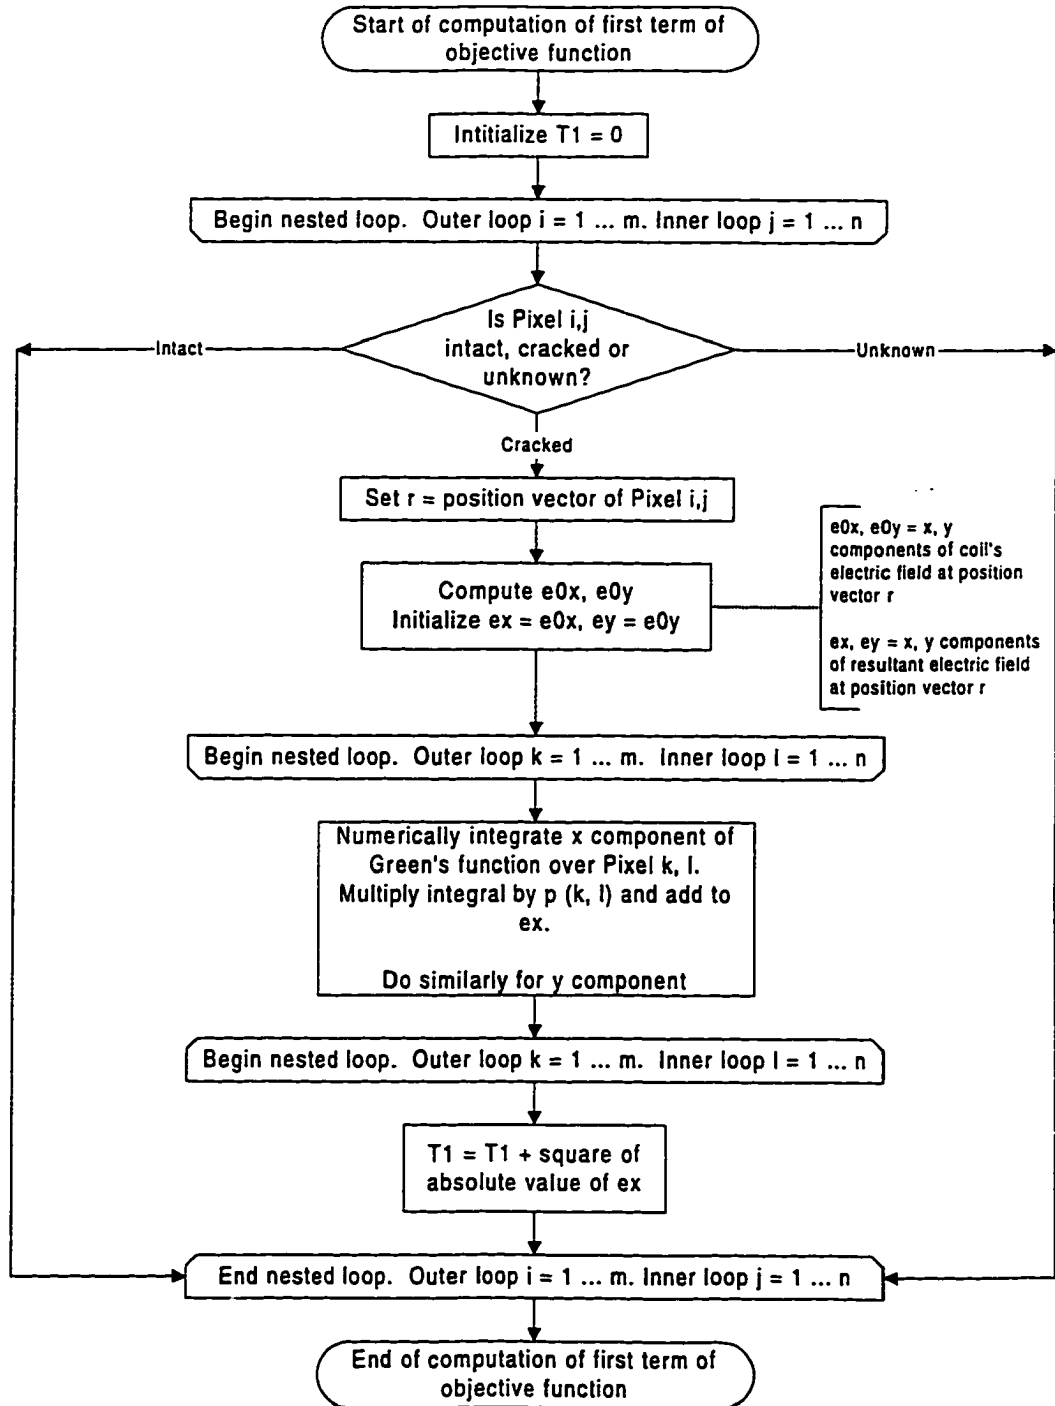 Start of computation of first term of
objective function
Intitialize T1 = 0
Begin nested loop. Outer loop i = 1 ... m. Inner loop j = 1 ... n
Is Pixel i,j
intact, cracked or
unknown?
Intact
Unknown
Cracked
Set r = position vector of Pixel i,j
Compute e0x, e0y
Initialize ex = e0x, ey = e0y
e0x, e0y = x, y
components of coil's
electric field at position
vector r
ex, ey = x, y components
of resultant electric field
at position vector r
Begin nested loop. Outer loop k = 1 ... m. Inner loop l = 1 ... n
Numerically integrate x component of
Green's function over Pixel k, l.
Multiply integral by p (k, l) and add to
ex.
Do similarly for y component
Begin nested loop. Outer loop k = 1 ... m. Inner loop l = 1 ... n
T1 = T1 + square of
absolute value of ex
End nested loop. Outer loop i = 1 ... m. Inner loop j = 1 ... n
End of computation of first term of
objective function